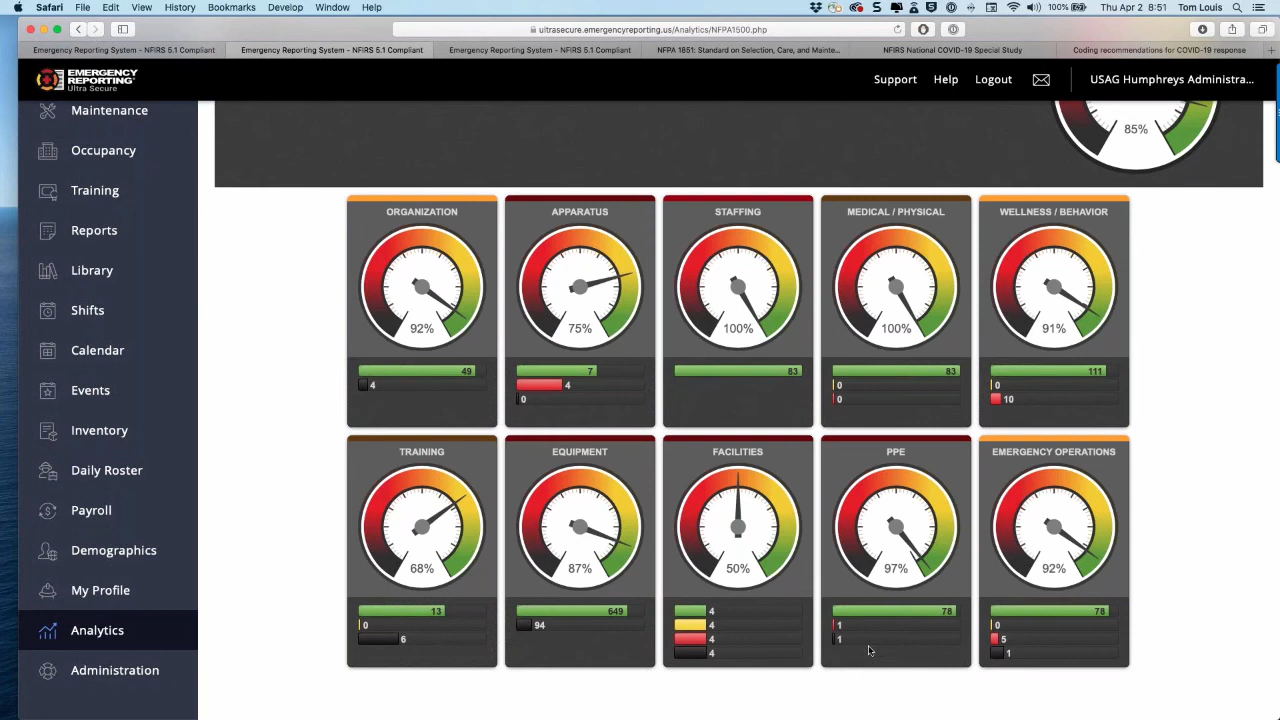 Safari File Edit View History Bookmarks Develop Window Help 100% Thu Apr 2 8:51 Tom Louis
ultrasecure.emergencyreporting.us/Analytics/NFPA1500.php
Emergency Reporting System - NFIRS 5.1 Compliant Emergency Reporting System - NFIRS 5.1 Compliant Emergency Reporting System - NFIRS 5.1 Compliant NFPA 1851: Standard on Selection, Care, and Mainte... NFIRS National COVID-19 Special Study Coding recommendations for COVID-19 response
EMERGENCY
REPORTING
Ultra Secure
Support Help Logout USAG Humphreys Administra...
Maintenance
Occupancy
Training
Reports
Library
Shifts
Calendar
Events
Inventory
Daily Roster
Payroll
Demographics
My Profile
Analytics
Administration
85%
ORGANIZATION APPARATUS STAFFING MEDICAL / PHYSICAL WELLNESS / BEHAVIOR
92% 75% 100% 100% 91%
49 7 83 83 111
4 4 0 0
0 0 10
TRAINING EQUIPMENT FACILITIES PPE EMERGENCY OPERATIONS
68% 87% 50% 97% 92%
13 649 4 78 78
0 94 4 1 0
6 4 1 5
4 1